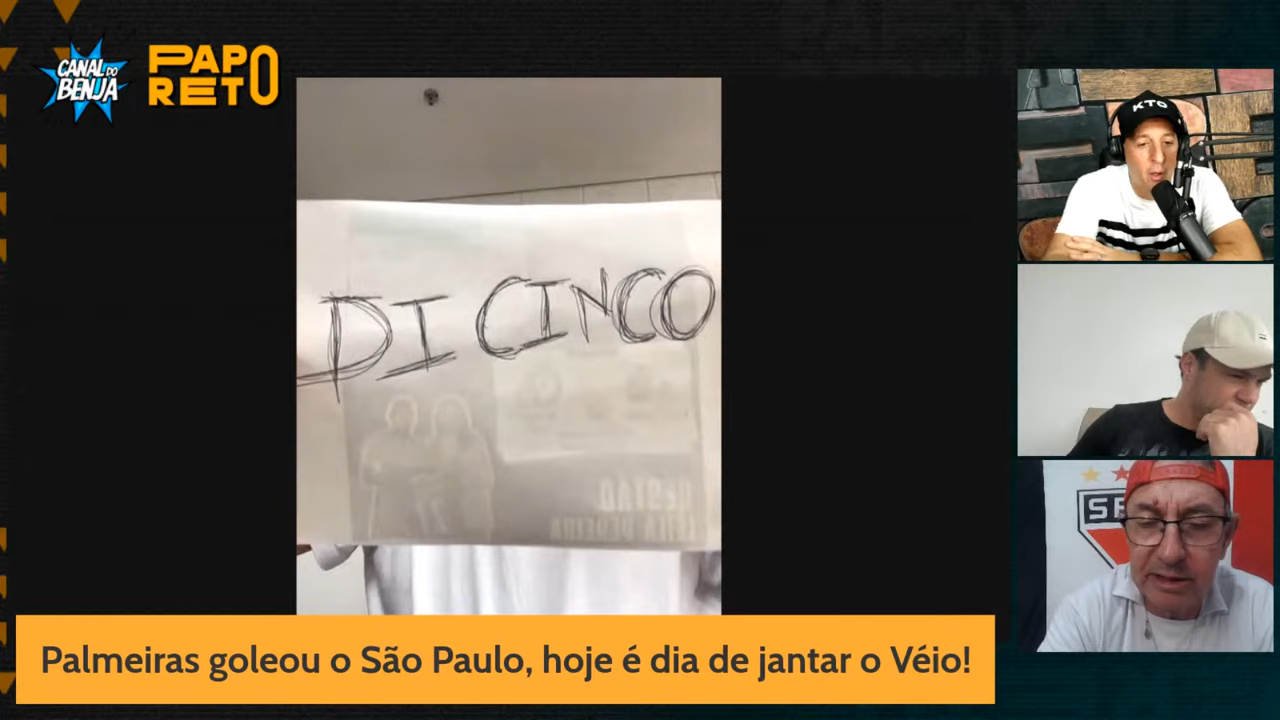 CANAL DO
BENJA
PAPO
RETO
KTO
DI CINCO
Palmeiras goleou o São Paulo, hoje é dia de jantar o Véio!